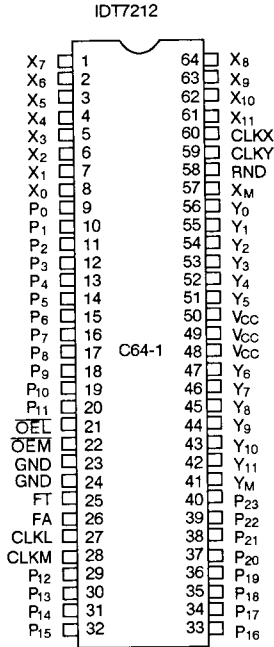 IDT7212
X7 1 64 X8
X6 2 63 X9
X5 3 62 X10
X4 4 61 X11
X3 5 60 CLKX
X2 6 59 CLKY
X1 7 58 RND
X0 8 57 XM
P0 9 56 Y0
P1 10 55 Y1
P2 11 54 Y2
P3 12 53 Y3
P4 13 52 Y4
P5 14 51 Y5
P6 15 50 VCC
P7 16 49 VCC
P8 17 C64-1 48 VCC
P9 18 47 Y6
P10 19 46 Y7
P11 20 45 Y8
OEL 21 44 Y9
OEM 22 43 Y10
GND 23 42 Y11
GND 24 41 YM
FT 25 40 P23
FA 26 39 P22
CLKL 27 38 P21
CLKM 28 37 P20
P12 29 36 P19
P13 30 35 P18
P14 31 34 P17
P15 32 33 P16